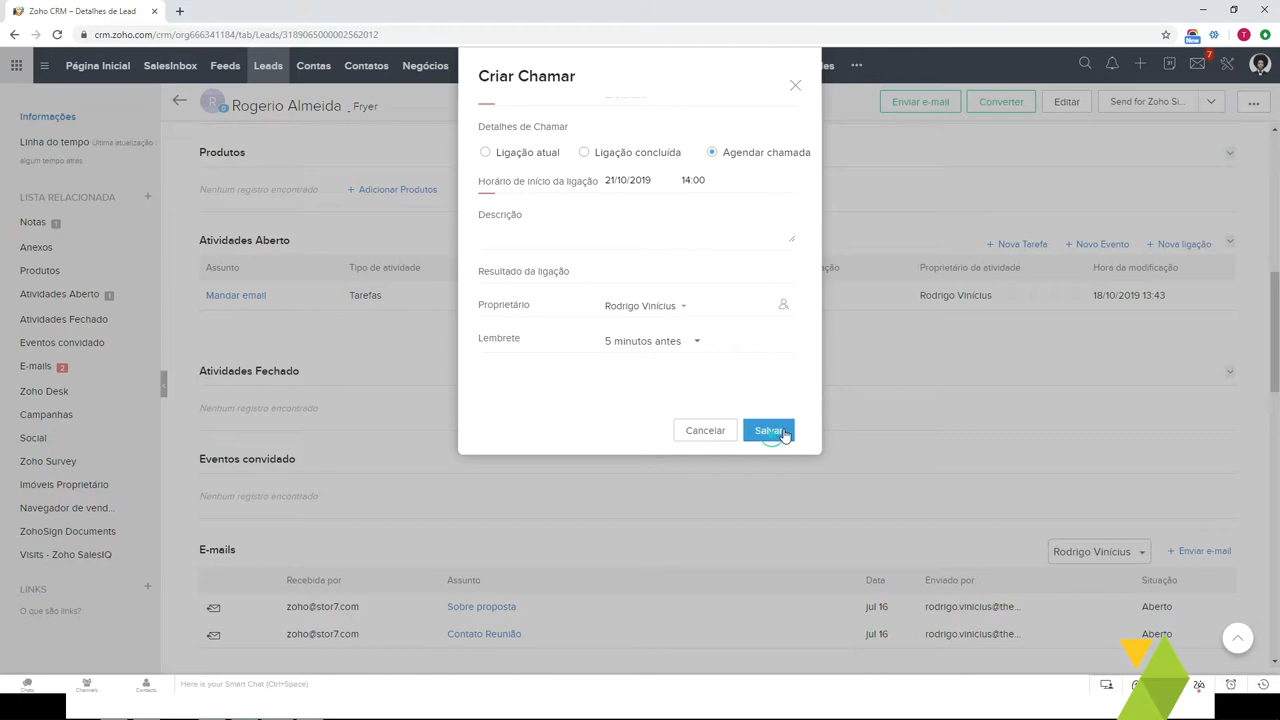 Zoho CRM - Detalhes de Lead
crm.zoho.com/crm/org666341184/tab/Leads/3189065000002562012
New
T
Página Inicial SalesInbox Feeds Leads Contas Contatos Negócios
7
R
Rogerio Almeida _ Fryer
Enviar e-mail Converter Editar Send for Zoho Si...
Informações
Linha do tempo Última atualização :
algum tempo atrás
LISTA RELACIONADA
Notas 1
Anexos
Produtos
Atividades Aberto 1
Atividades Fechado
Eventos convidado
E-mails 2
Zoho Desk
Campanhas
Social
Zoho Survey
Imóveis Proprietário
Navegador de vend...
ZohoSign Documents
Visits - Zoho SalesIQ
LINKS
O que são links?
Produtos
Nenhum registro encontrado + Adicionar Produtos
Atividades Aberto
+ Nova Tarefa + Novo Evento + Nova ligação
Assunto Tipo de atividade Proprietário da atividade Hora da modificação
Mandar email Tarefas Rodrigo Vinícius 18/10/2019 13:43
Atividades Fechado
Nenhum registro encontrado
Eventos convidado
Nenhum registro encontrado
E-mails
Rodrigo Vinícius + Enviar e-mail
Recebida por Assunto Data Enviado por Situação
zoho@stor7.com Sobre proposta jul 16 rodrigo.vinicius@the... Aberto
zoho@stor7.com Contato Reunião jul 16 rodrigo.vinicius@the... Aberto
Criar Chamar
Detalhes de Chamar
Ligação atual Ligação concluída Agendar chamada
Horário de início da ligação 21/10/2019 14:00
Descrição
Resultado da ligação
Proprietário Rodrigo Vinícius
Lembrete 5 minutos antes
Cancelar Salvar
Chats Channels Contacts Here is your Smart Chat (Ctrl+Space)